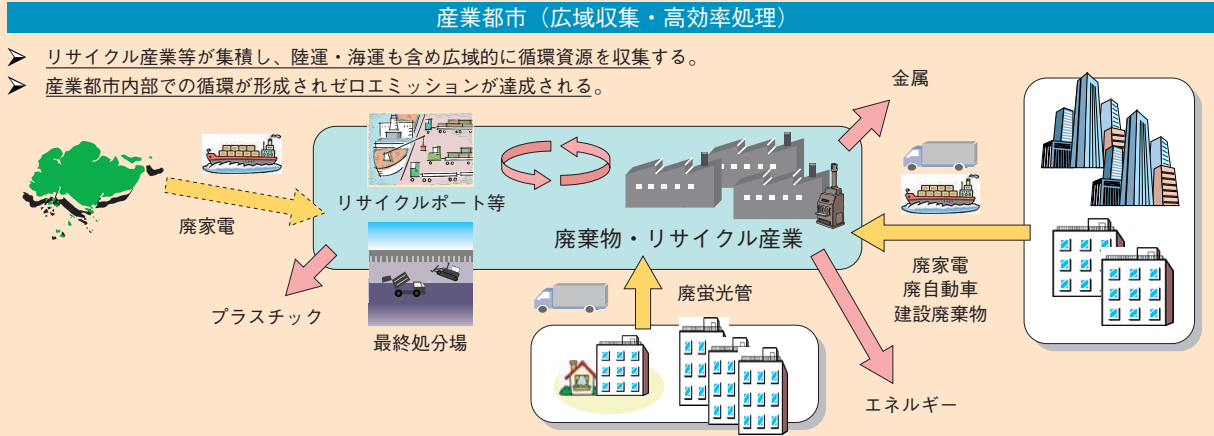 産業都市（広域収集・高効率処理）
➢ リサイクル産業等が集積し、陸運・海運も含め広域的に循環資源を収集する。
➢ 産業都市内部での循環が形成されゼロエミッションが達成される。
金属
リサイクルポート等
廃家電
廃棄物・リサイクル産業
廃家電
廃自動車
建設廃棄物
廃蛍光管
プラスチック
最終処分場
エネルギー